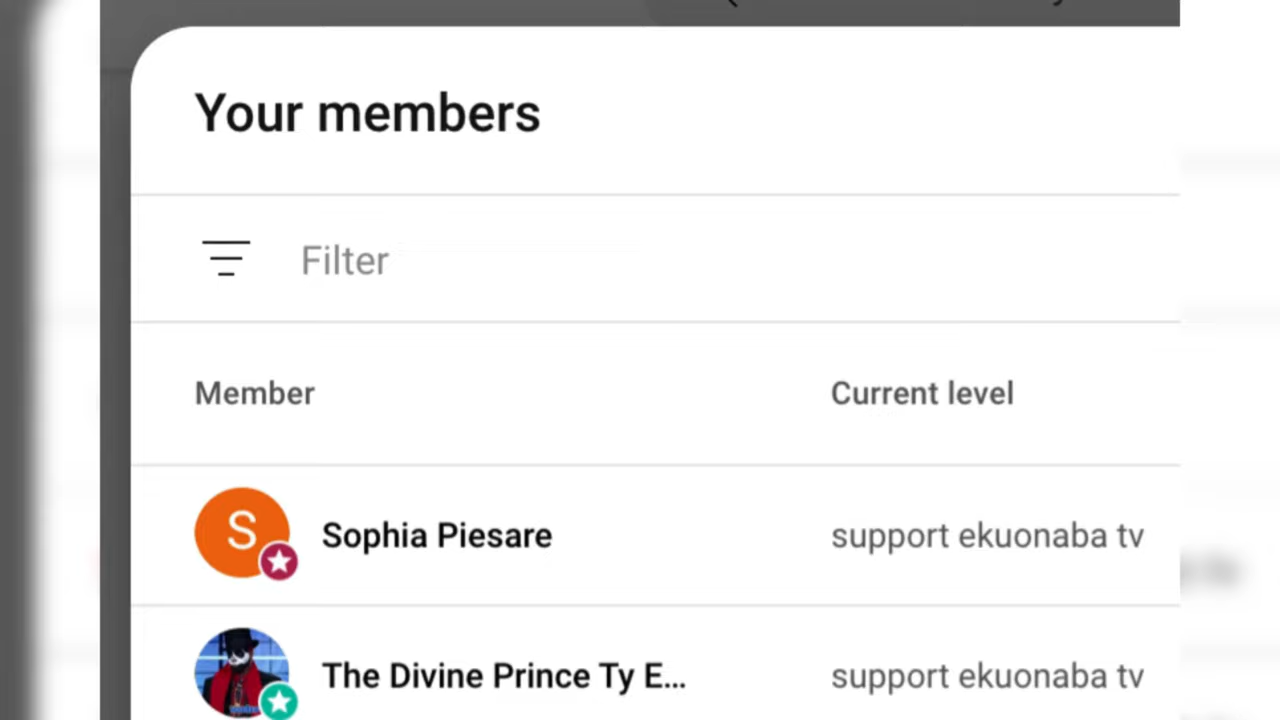 Your members
Filter
Member Current level
S Sophia Piesare support ekuonaba tv
The Divine Prince Ty E... support ekuonaba tv